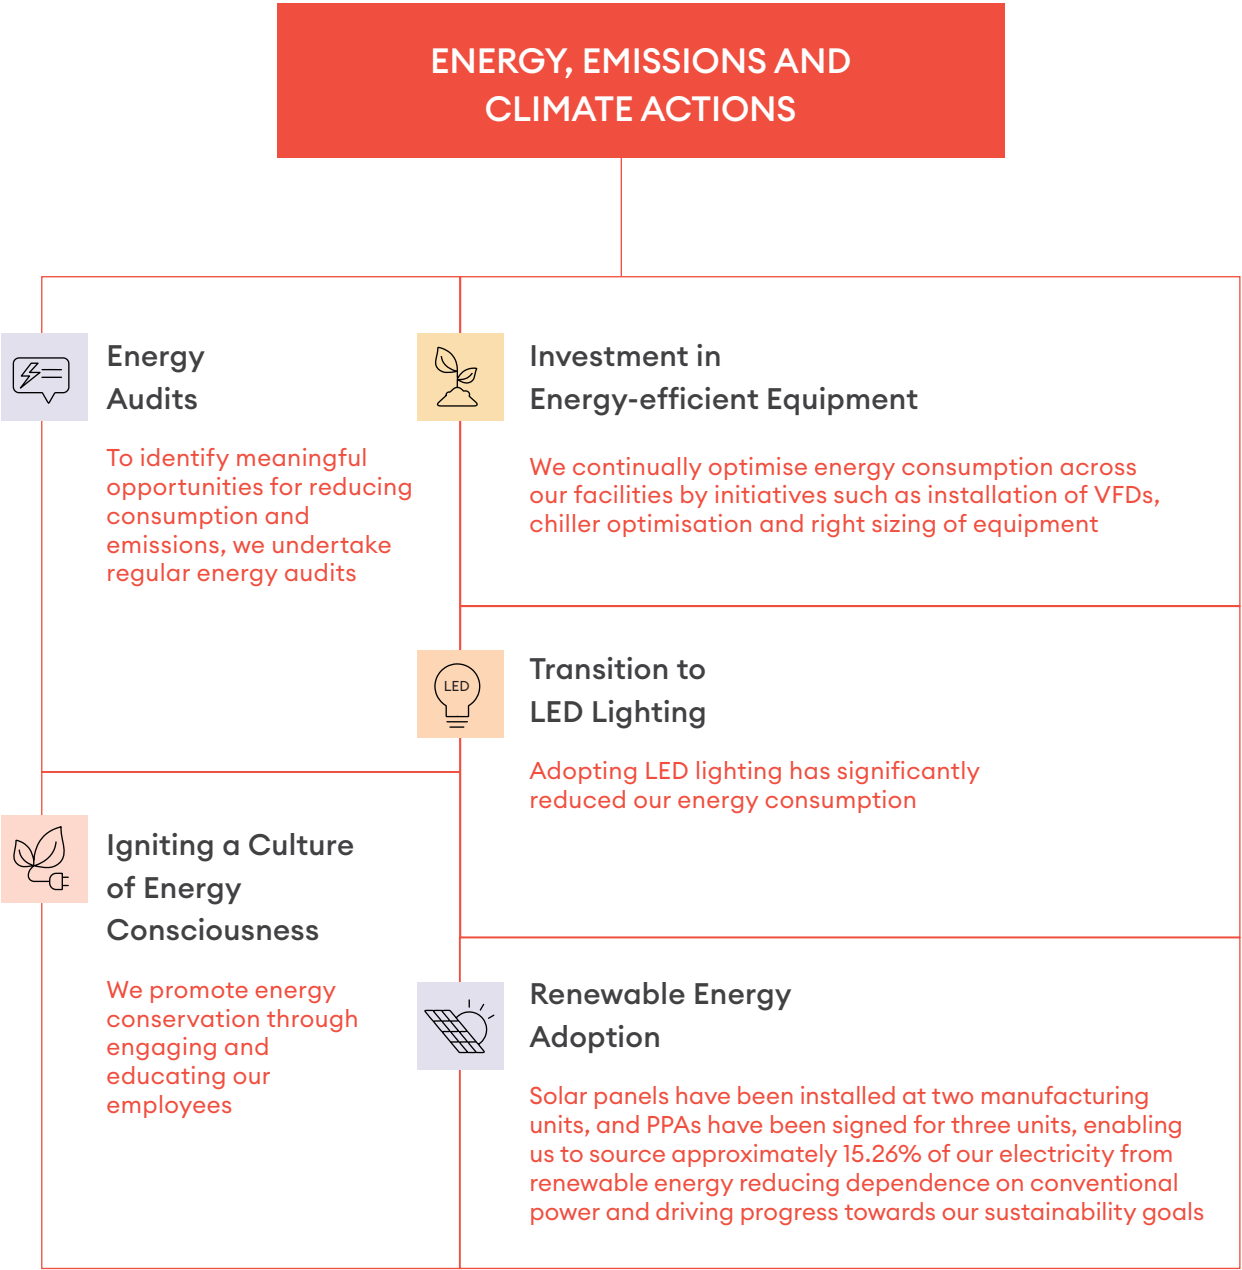 ENERGY, EMISSIONS AND
CLIMATE ACTIONS
Energy
Audits
To identify meaningful
opportunities for reducing
consumption and
emissions, we undertake
regular energy audits
Igniting a Culture
of Energy
Consciousness
We promote energy
conservation through
engaging and
educating our
employees
Investment in
Energy-efficient Equipment
We continually optimise energy consumption across
our facilities by initiatives such as installation of VFDs,
chiller optimisation and right sizing of equipment
LED
Transition to
LED Lighting
Adopting LED lighting has significantly
reduced our energy consumption
Renewable Energy
Adoption
Solar panels have been installed at two manufacturing
units, and PPAs have been signed for three units, enabling
us to source approximately 15.26% of our electricity from
renewable energy reducing dependence on conventional
power and driving progress towards our sustainability goals